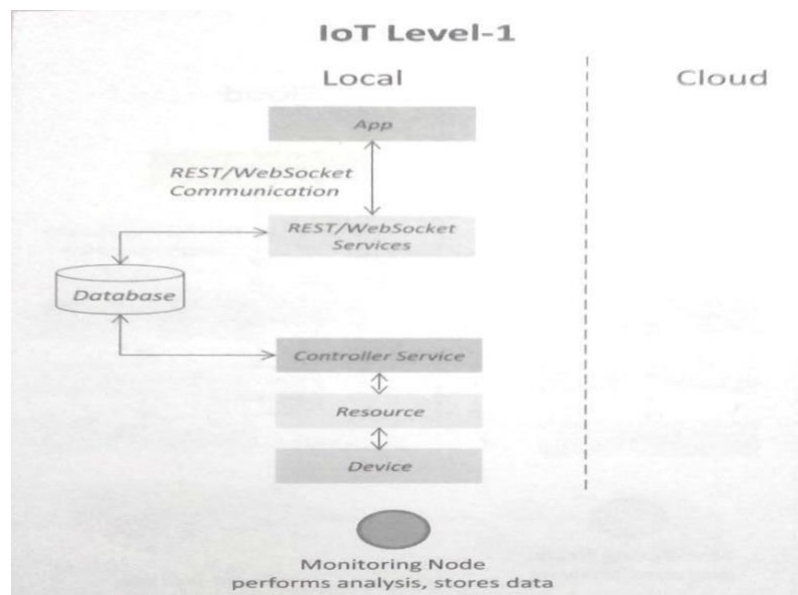 IoT Level-1
Local
Cloud
App
REST/WebSocket
Communication
REST/WebSocket
Services
Database
Controller Service
Resource
Device
Monitoring Node
performs analysis, stores data